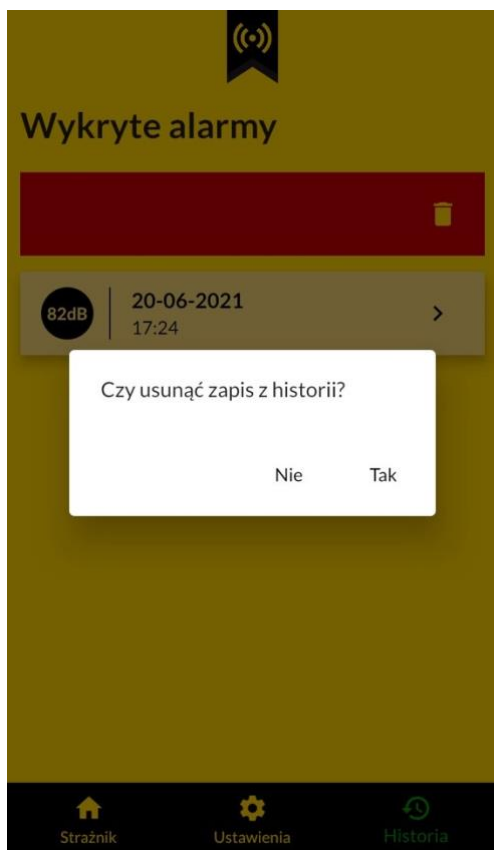 Wykryte alarmy
82dB
20-06-2021
17:24
Czy usunąć zapis z historii?
Nie Tak
Strażnik Ustawienia Historia